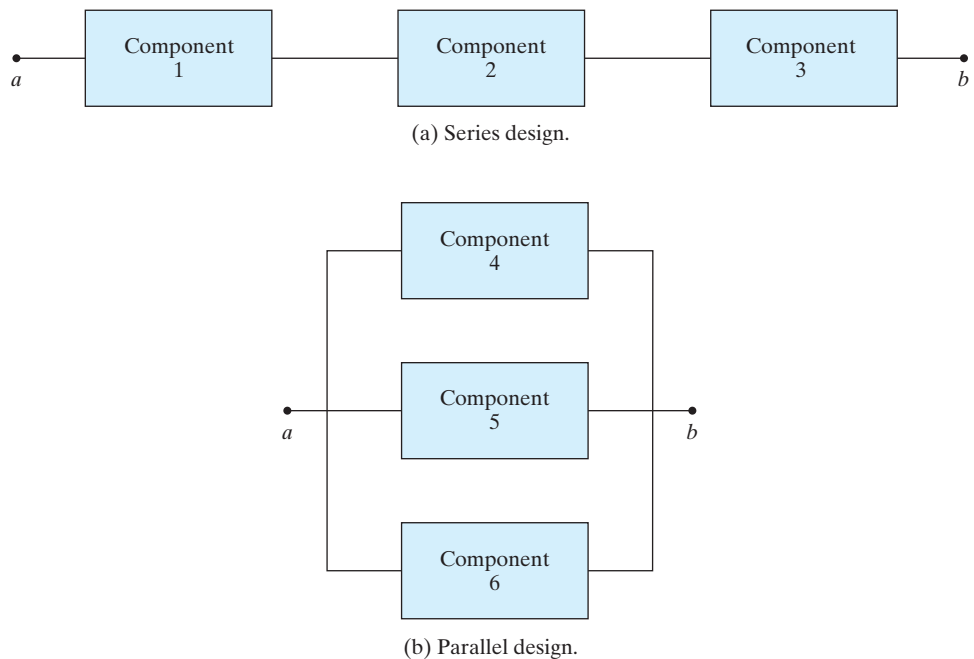 Component
1
Component
2
Component
3
a
b
(a) Series design.
Component
4
Component
5
a
b
Component
6
(b) Parallel design.